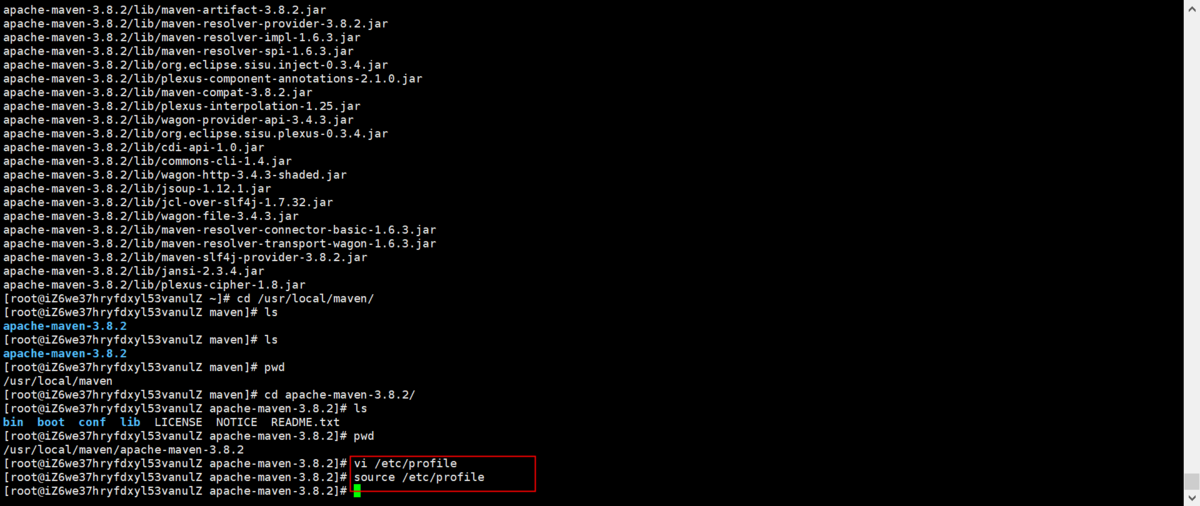 apache-maven-3.8.2/lib/maven-artifact-3.8.2.jar
apache-maven-3.8.2/lib/maven-resolver-provider-3.8.2.jar
apache-maven-3.8.2/lib/maven-resolver-impl-1.6.3.jar
apache-maven-3.8.2/lib/maven-resolver-spi-1.6.3.jar
apache-maven-3.8.2/lib/org.eclipse.sisu.inject-0.3.4.jar
apache-maven-3.8.2/lib/plexus-component-annotations-2.1.0.jar
apache-maven-3.8.2/lib/maven-compat-3.8.2.jar
apache-maven-3.8.2/lib/plexus-interpolation-1.25.jar
apache-maven-3.8.2/lib/wagon-provider-api-3.4.3.jar
apache-maven-3.8.2/lib/org.eclipse.sisu.plexus-0.3.4.jar
apache-maven-3.8.2/lib/cdi-api-1.0.jar
apache-maven-3.8.2/lib/commons-cli-1.4.jar
apache-maven-3.8.2/lib/wagon-http-3.4.3-shaded.jar
apache-maven-3.8.2/lib/jsoup-1.12.1.jar
apache-maven-3.8.2/lib/jcl-over-slf4j-1.7.32.jar
apache-maven-3.8.2/lib/wagon-file-3.4.3.jar
apache-maven-3.8.2/lib/maven-resolver-connector-basic-1.6.3.jar
apache-maven-3.8.2/lib/maven-resolver-transport-wagon-1.6.3.jar
apache-maven-3.8.2/lib/maven-slf4j-provider-3.8.2.jar
apache-maven-3.8.2/lib/jansi-2.3.4.jar
apache-maven-3.8.2/lib/plexus-cipher-1.8.jar
[root@iZ6we37hryfdxyl53vanulZ ~]# cd /usr/local/maven/
[root@iZ6we37hryfdxyl53vanulZ maven]# ls
apache-maven-3.8.2
[root@iZ6we37hryfdxyl53vanulZ maven]# ls
apache-maven-3.8.2
[root@iZ6we37hryfdxyl53vanulZ maven]# pwd
/usr/local/maven
[root@iZ6we37hryfdxyl53vanulZ maven]# cd apache-maven-3.8.2/
[root@iZ6we37hryfdxyl53vanulZ apache-maven-3.8.2]# ls
bin  boot  conf  lib  LICENSE  NOTICE  README.txt
[root@iZ6we37hryfdxyl53vanulZ apache-maven-3.8.2]# pwd
/usr/local/maven/apache-maven-3.8.2
[root@iZ6we37hryfdxyl53vanulZ apache-maven-3.8.2]# vi /etc/profile
[root@iZ6we37hryfdxyl53vanulZ apache-maven-3.8.2]# source /etc/profile
[root@iZ6we37hryfdxyl53vanulZ apache-maven-3.8.2]#